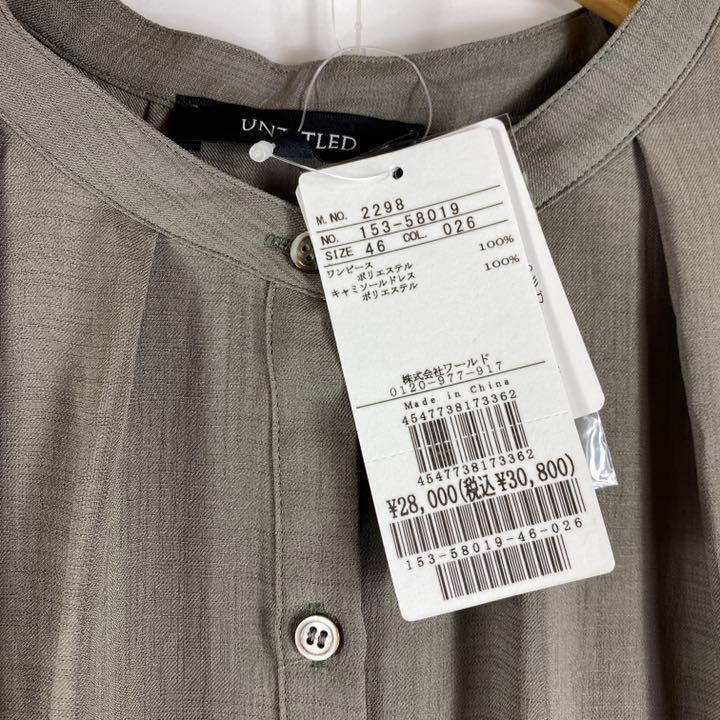 UNTITLED
M. NO. 2298
NO. 153-58019
SIZE 46 COL. 026
ワンピース
ポリエステル 100%
キャミソールドレス
ポリエステル 100%
株式会社ワールド
0120-977-917
Made in China
4547738173362
4547738173362
¥28,000(税込¥30,800)
153-58019-46-026